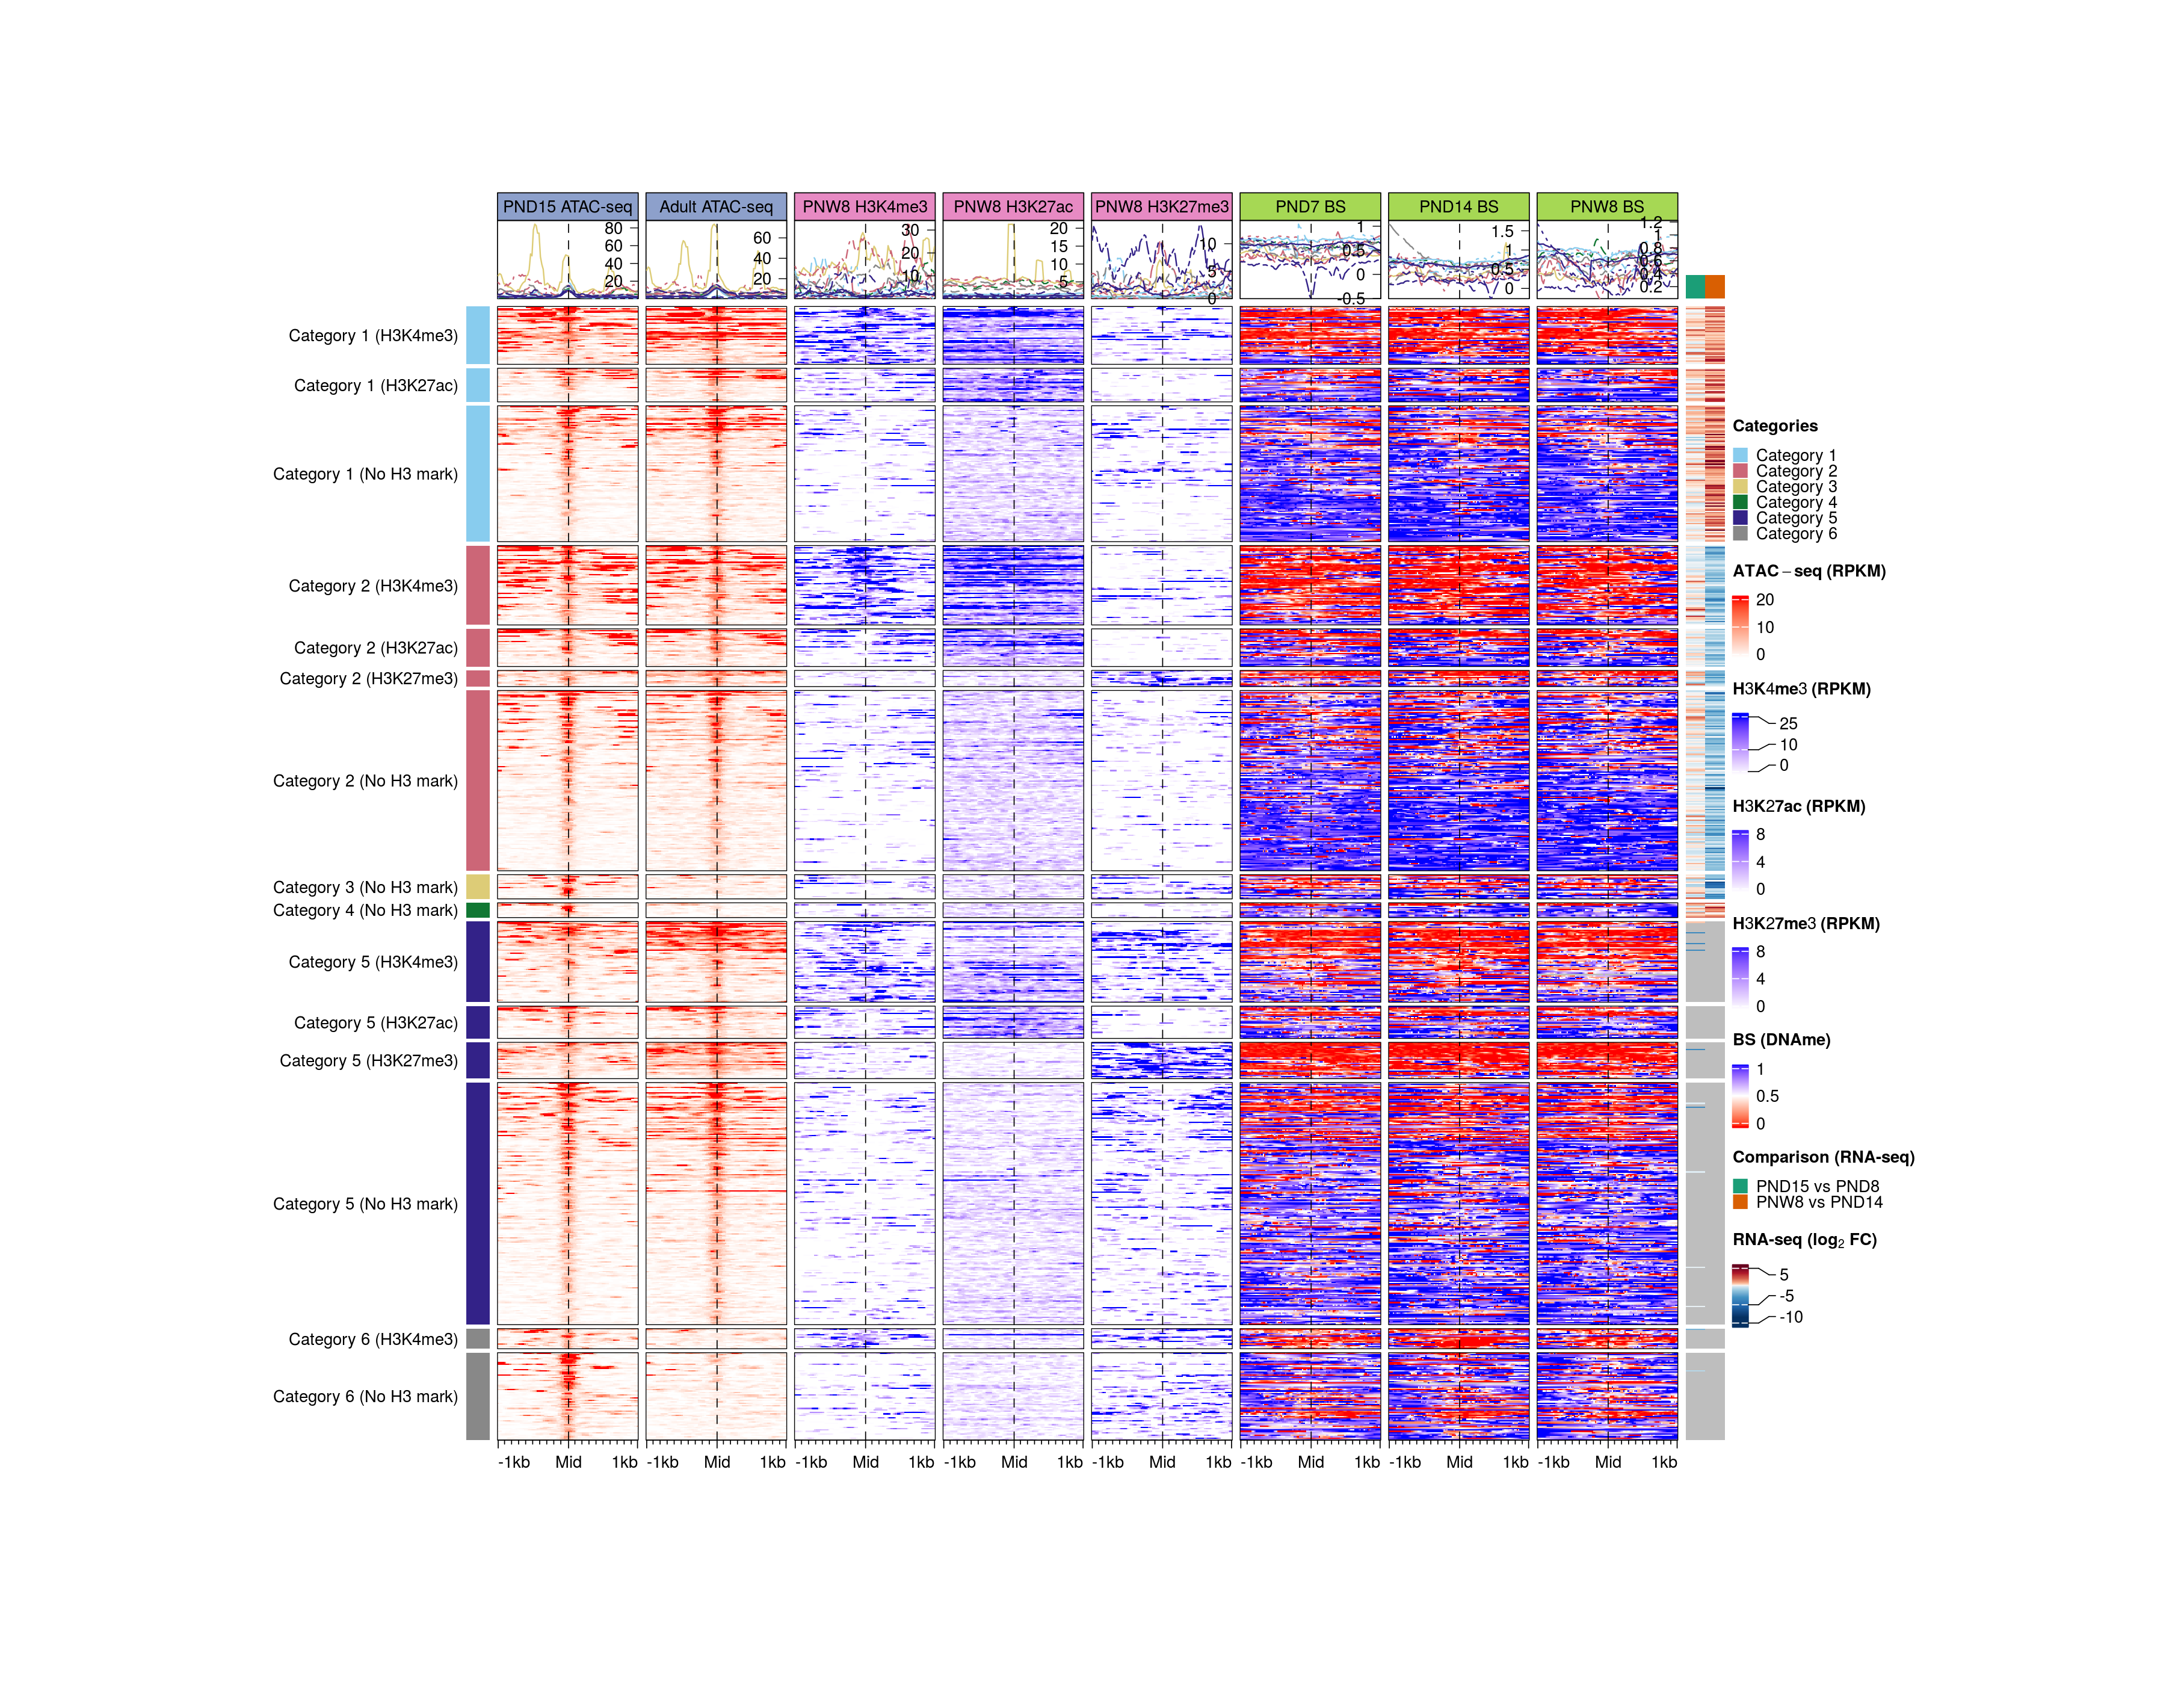 PND15 ATAC-seq
Adult ATAC-seq
PNW8 H3K4me3
PNW8 H3K27ac
PNW8 H3K27me3
PND7 BS
PND14 BS
PNW8 BS
80
60
40
20
60
40
20
30
20
10
20
15
10
5
10
5
0
1
0.5
0
-0.5
1.5
1
0.5
0
1.2
1
0.8
0.6
0.4
0.2
Category 1 (H3K4me3)
Category 1 (H3K27ac)
Category 1 (No H3 mark)
Category 2 (H3K4me3)
Category 2 (H3K27ac)
Category 2 (H3K27me3)
Category 2 (No H3 mark)
Category 3 (No H3 mark)
Category 4 (No H3 mark)
Category 5 (H3K4me3)
Category 5 (H3K27ac)
Category 5 (H3K27me3)
Category 5 (No H3 mark)
Category 6 (H3K4me3)
Category 6 (No H3 mark)
-1kb Mid 1kb
-1kb Mid 1kb
-1kb Mid 1kb
-1kb Mid 1kb
-1kb Mid 1kb
-1kb Mid 1kb
-1kb Mid 1kb
-1kb Mid 1kb
Categories
Category 1
Category 2
Category 3
Category 4
Category 5
Category 6
ATAC–seq (RPKM)
20
10
0
H3K4me3 (RPKM)
25
10
0
H3K27ac (RPKM)
8
4
0
H3K27me3 (RPKM)
8
4
0
BS (DNAme)
1
0.5
0
Comparison (RNA-seq)
PND15 vs PND8
PNW8 vs PND14
RNA-seq (log₂ FC)
5
-5
-10